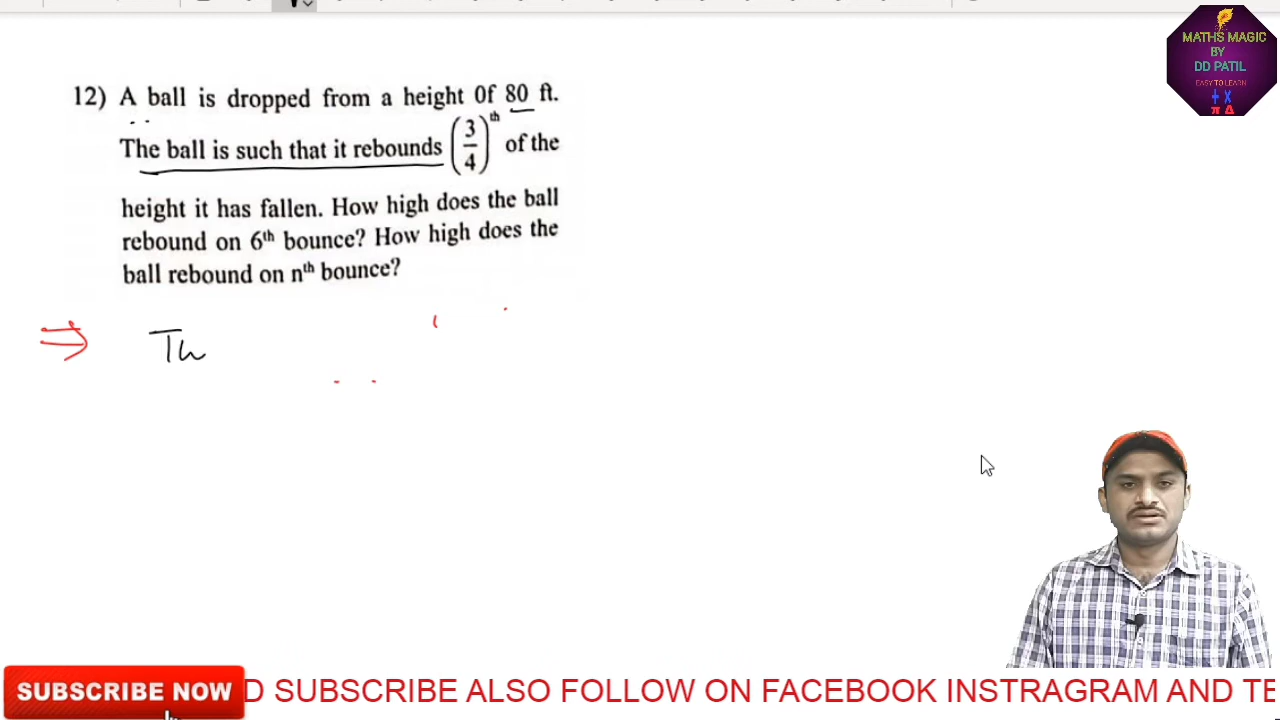 MATHS MAGIC
BY
DD PATIL
EASY TO LEARN
+ X
π Δ
12) A ball is dropped from a height 0f 80 ft.
The ball is such that it rebounds (3/4)th of the
height it has fallen. How high does the ball
rebound on 6th bounce? How high does the
ball rebound on nth bounce?
⇒ Th
SUBSCRIBE NOW
D SUBSCRIBE ALSO FOLLOW ON FACEBOOK INSTRAGRAM AND TE